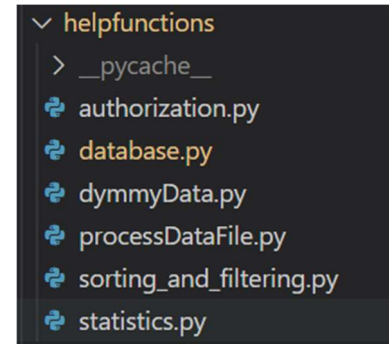 helpfunctions
__pycache__
authorization.py
database.py
dymmyData.py
processDataFile.py
sorting_and_filtering.py
statistics.py